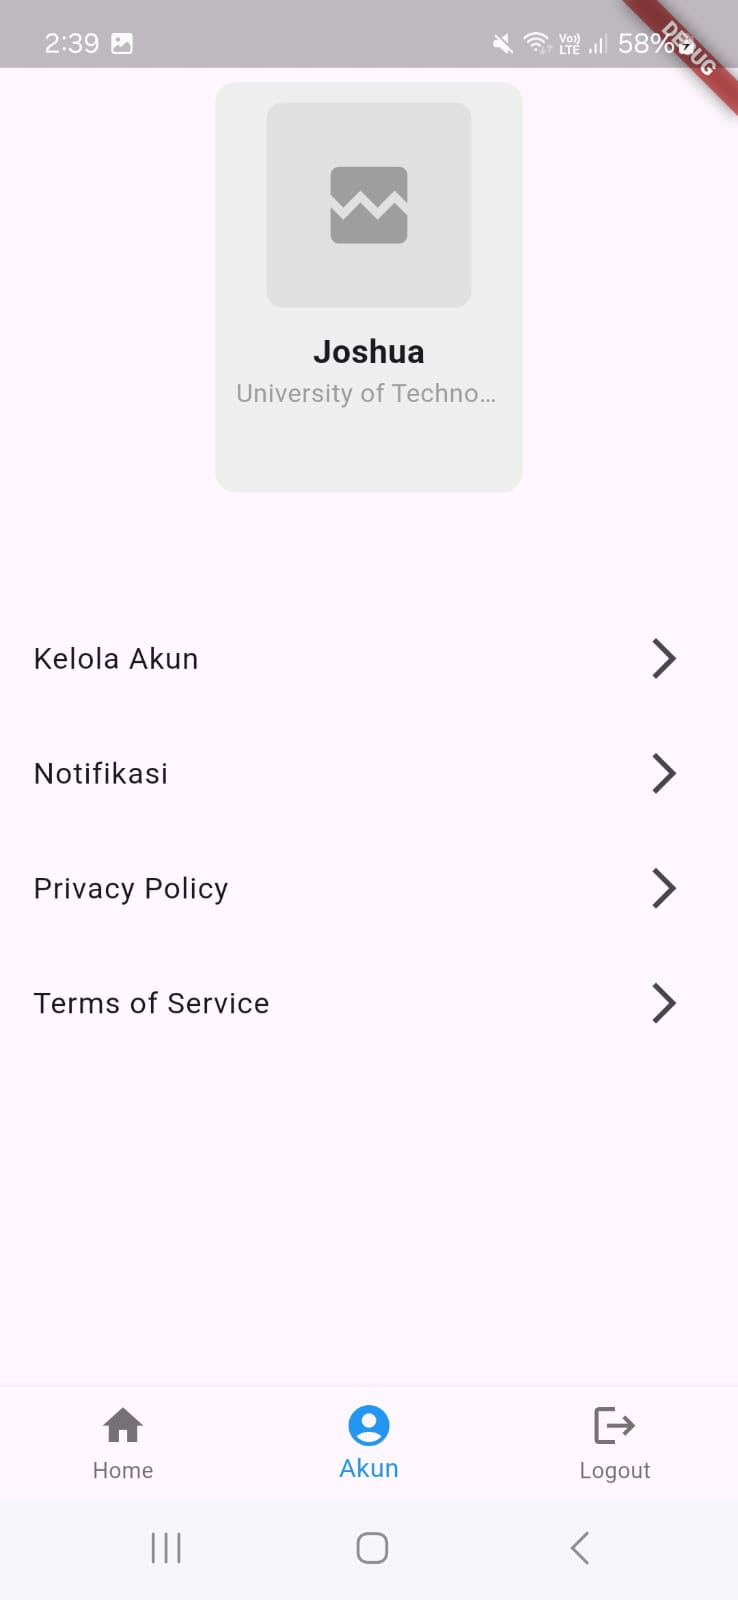 2:39
Vo)) LTE
58%
DEBUG
Joshua
University of Techno...
Kelola Akun
Notifikasi
Privacy Policy
Terms of Service
Home
Akun
Logout